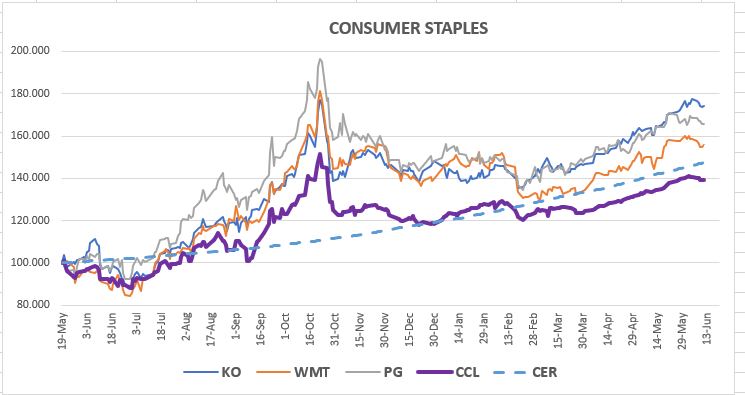 CONSUMER STAPLES
200.000
180.000
160.000
140.000
120.000
100.000
80.000
19-May
3-Jun
18-Jun
3-Jul
18-Jul
2-Aug
17-Aug
1-Sep
16-Sep
1-Oct
16-Oct
31-Oct
15-Nov
30-Nov
15-Dec
30-Dec
14-Jan
29-Jan
13-Feb
28-Feb
15-Mar
30-Mar
14-Apr
29-Apr
14-May
29-May
13-Jun
KO WMT PG CCL CER